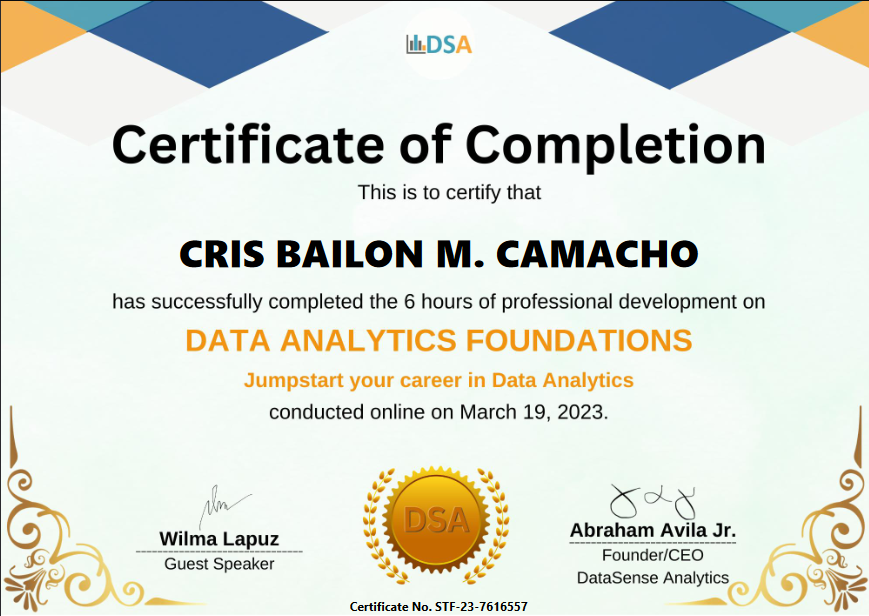 DSA
Certificate of Completion
This is to certify that
CRIS BAILON M. CAMACHO
has successfully completed the 6 hours of professional development on
DATA ANALYTICS FOUNDATIONS
Jumpstart your career in Data Analytics
conducted online on March 19, 2023.
DSA
Wilma Lapuz
Guest Speaker
Abraham Avila Jr.
Founder/CEO
DataSense Analytics
Certificate No. STF-23-7616557